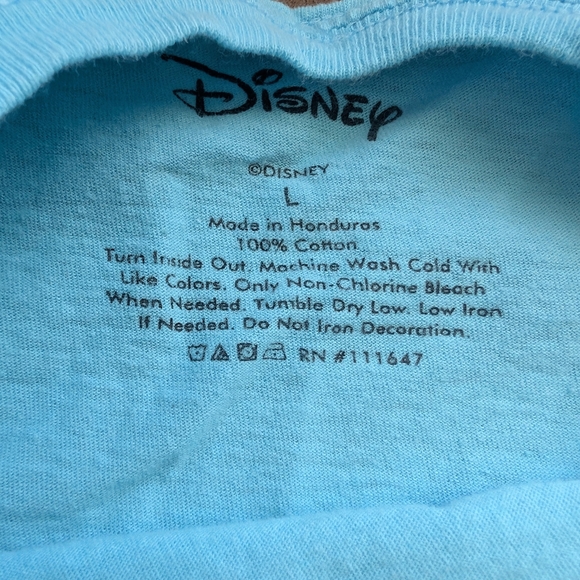 Disney
©DISNEY
L
Made in Honduras
100% Cotton
Turn Inside Out. Machine Wash Cold With
Like Colors. Only Non-Chlorine Bleach
When Needed. Tumble Dry Low. Low Iron
If Needed. Do Not Iron Decoration.
RN #111647